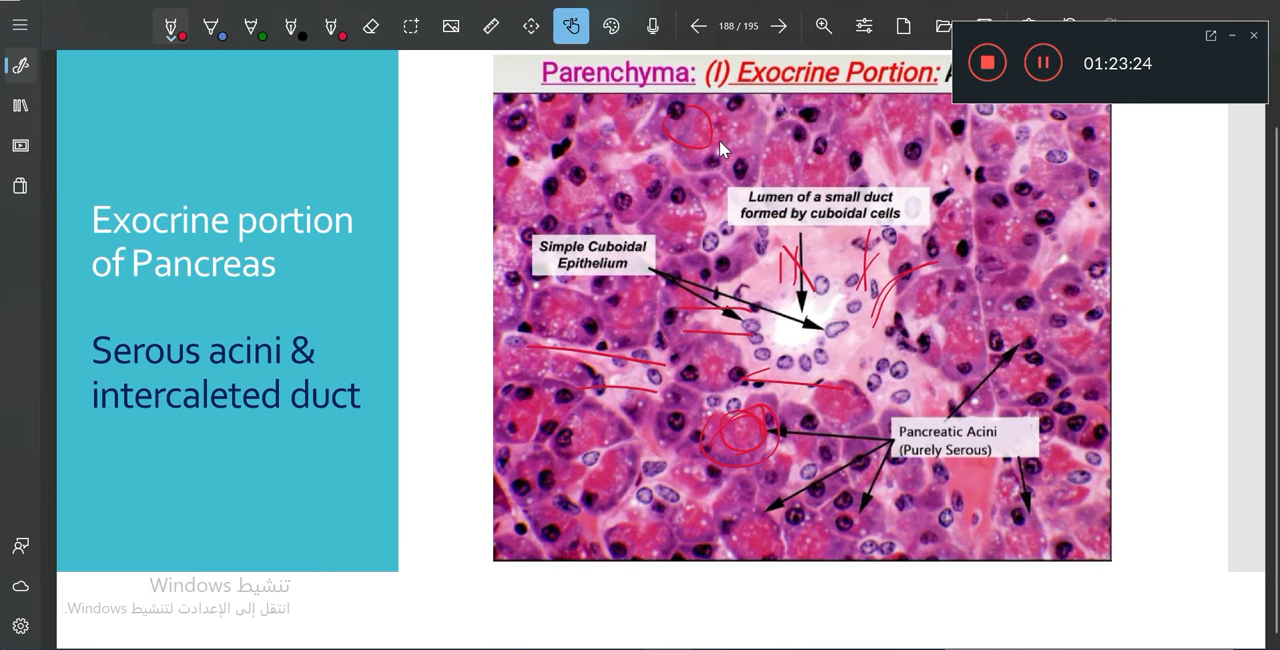 188 / 195
01:23:24
Parenchyma: (I) Exocrine Portion:
Exocrine portion
of Pancreas
Serous acini &
intercaleted duct
Lumen of a small duct
formed by cuboidal cells
Simple Cuboidal
Epithelium
Pancreatic Acini
(Purely Serous)
تنشيط Windows
انتقل إلى الإعدادت لتنشيط Windows.